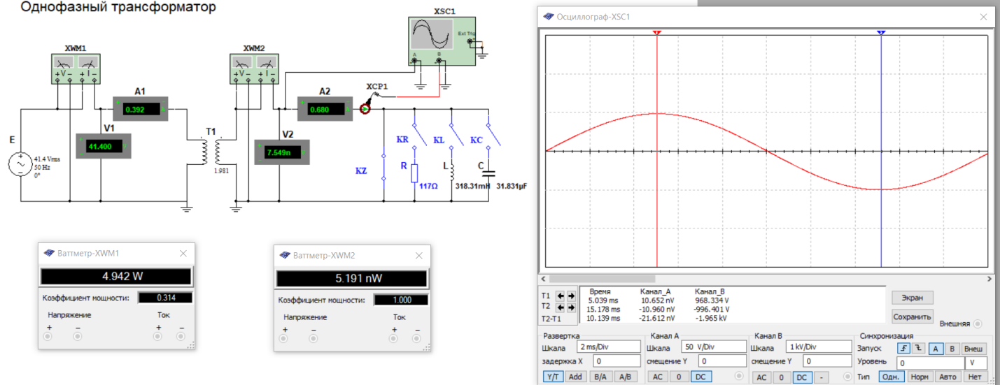 Однофазный трансформатор
XSC1
Ext Trig
A B
XWM1
V I
A1
0.392
V1
41.400
E
41.4 Vrms
50 Hz
0°
T1
1.981
XWM2
V I
A2
0.680
V2
7.549n
XCP1
KZ
KR
KL
KC
R
117Ω
L
318.31mH
C
31.831µF
Ваттметр-XWM1
4.942 W
Коэффициент мощности: 0.314
Напряжение Ток
+ − + −
Ваттметр-XWM2
5.191 nW
Коэффициент мощности: 1.000
Напряжение Ток
+ − + −
Осциллограф-XSC1
1 2
Время Канал_A Канал_B
T1 5.039 ms 10.652 nV 968.334 V
T2 15.178 ms -10.960 nV -996.401 V
T2-T1 10.139 ms -21.612 nV -1.965 kV
Экран
Сохранить
Внешняя
Развертка
Шкала 2 ms/Div
задержка X 0
Y/T Add B/A A/B
Канал A
Шкала 50 V/Div
смещение Y 0
AC 0 DC
Канал B
Шкала 1 kV/Div
смещение Y 0
AC 0 DC -
Синхронизация
Запуск A B Внеш
Уровень 0 V
Тип Одн. Норм Авто Нет